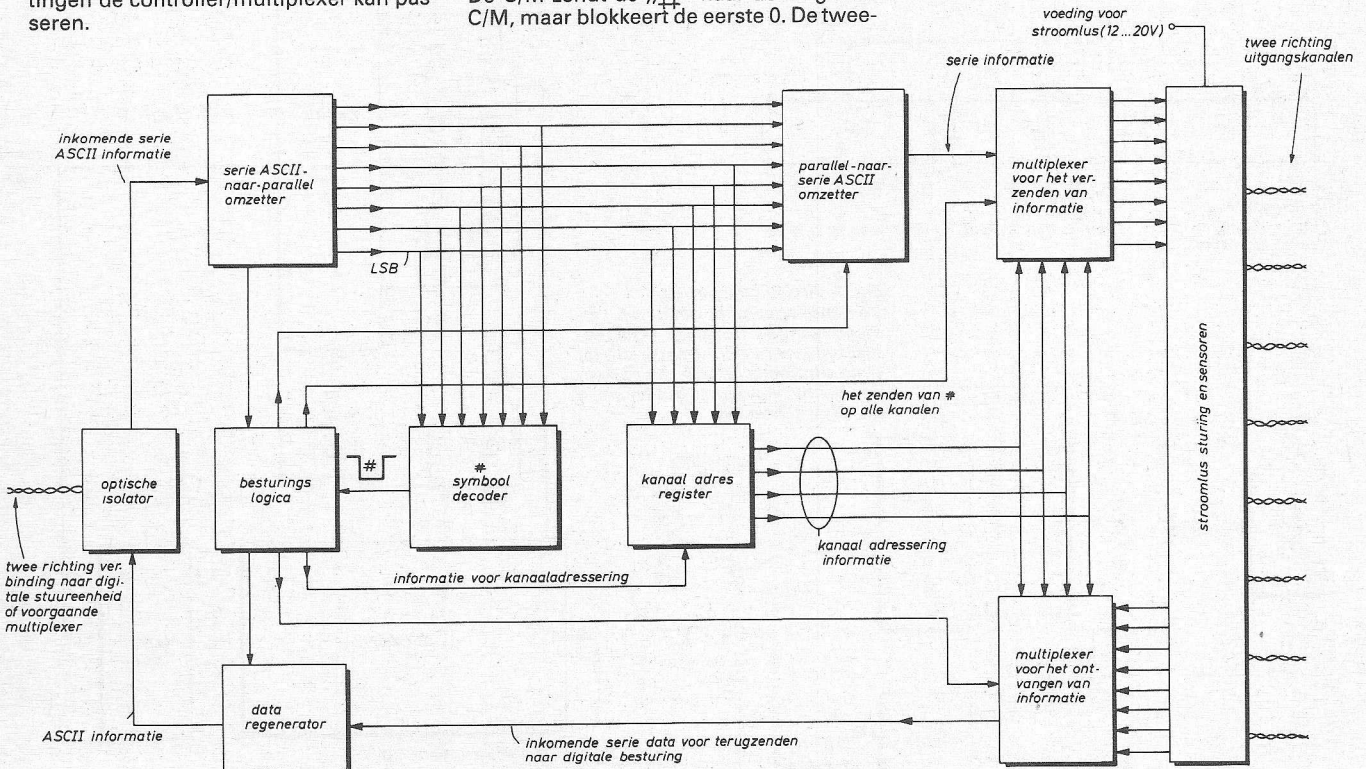 tingen de controller/multiplexer kan pas-
seren.
C/M, maar blokkeert de eerste 0. De twee-
voeding voor
stroomlus (12...20V)
twee richting
uitgangskanalen
serie informatie
inkomende serie
ASCII informatie
serie ASCII-
naar-parallel
omzetter
parallel-naar-
serie ASCII
omzetter
multiplexer
voor het ver-
zenden van
informatie
LSB
stroomlus sturing en sensoren
het zenden van #
op alle kanalen
optische
isolator
besturings
logica
#
#
symbool
decoder
kanaal adres
register
kanaal adressering
informatie
twee richting ver-
binding naar digi-
tale stuureenheid
of voorgaande
multiplexer
informatie voor kanaaladressering
multiplexer
voor het ont-
vangen van
informatie
data
regenerator
ASCII informatie
inkomende serie data voor terugzenden
naar digitale besturing